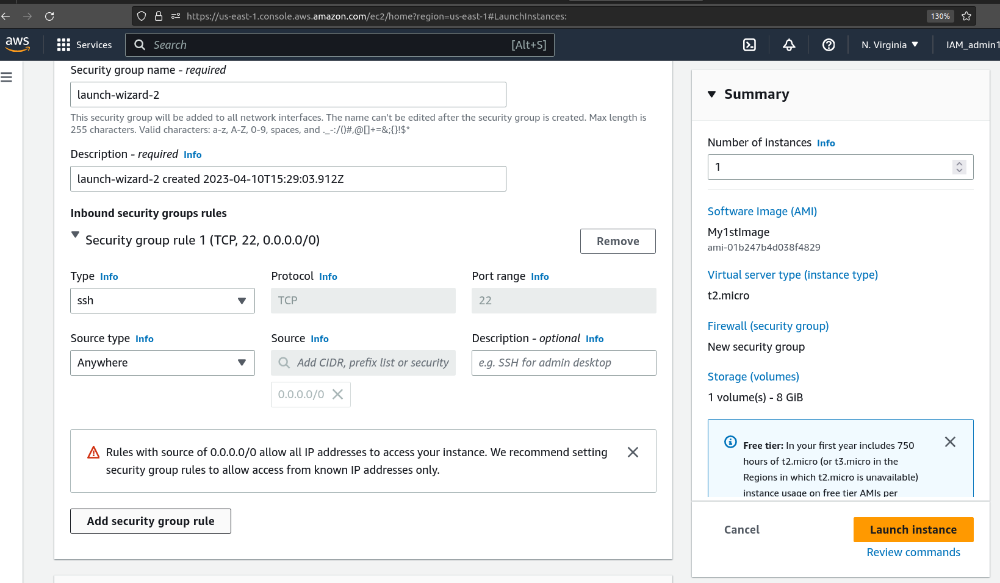 https://us-east-1.console.aws.amazon.com/ec2/home?region=us-east-1#LaunchInstances:
130%
aws
Services
Search
[Alt+S]
N. Virginia
IAM_admin1
Security group name - required
launch-wizard-2
This security group will be added to all network interfaces. The name can't be edited after the security group is created. Max length is
255 characters. Valid characters: a-z, A-Z, 0-9, spaces, and ._-:/()#,@[]+=&;{}!$*
Description - required Info
launch-wizard-2 created 2023-04-10T15:29:03.912Z
Inbound security groups rules
Security group rule 1 (TCP, 22, 0.0.0.0/0)
Remove
Type Info
Protocol Info
Port range Info
ssh
TCP
22
Source type Info
Source Info
Description - optional Info
Anywhere
Add CIDR, prefix list or security
e.g. SSH for admin desktop
0.0.0.0/0
Rules with source of 0.0.0.0/0 allow all IP addresses to access your instance. We recommend setting
security group rules to allow access from known IP addresses only.
Add security group rule
Summary
Number of instances Info
1
Software Image (AMI)
My1stImage
ami-01b247b4d038f4829
Virtual server type (instance type)
t2.micro
Firewall (security group)
New security group
Storage (volumes)
1 volume(s) - 8 GiB
Free tier: In your first year includes 750
hours of t2.micro (or t3.micro in the
Regions in which t2.micro is unavailable)
instance usage on free tier AMIs per
Cancel
Launch instance
Review commands